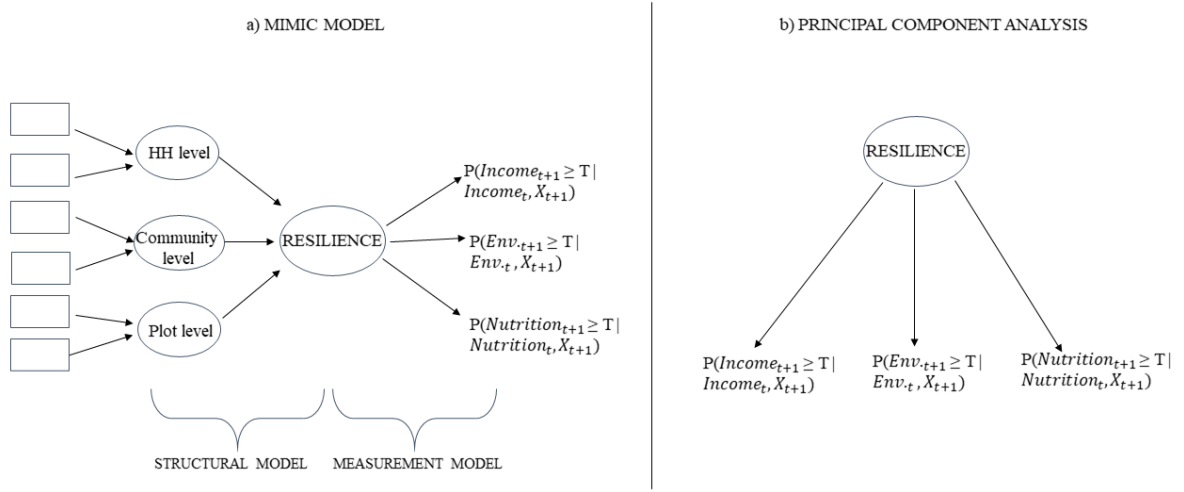 a) MIMIC MODEL
HH level
Community
level
Plot level
RESILIENCE
P(Income_{t+1} ≥ T|
Income_t, X_{t+1})
P(Env._{t+1} ≥ T|
Env._t, X_{t+1})
P(Nutrition_{t+1} ≥ T|
Nutrition_t, X_{t+1})
STRUCTURAL MODEL
MEASUREMENT MODEL
b) PRINCIPAL COMPONENT ANALYSIS
RESILIENCE
P(Income_{t+1} ≥ T|
Income_t, X_{t+1})
P(Env._{t+1} ≥ T|
Env._t, X_{t+1})
P(Nutrition_{t+1} ≥ T|
Nutrition_t, X_{t+1})